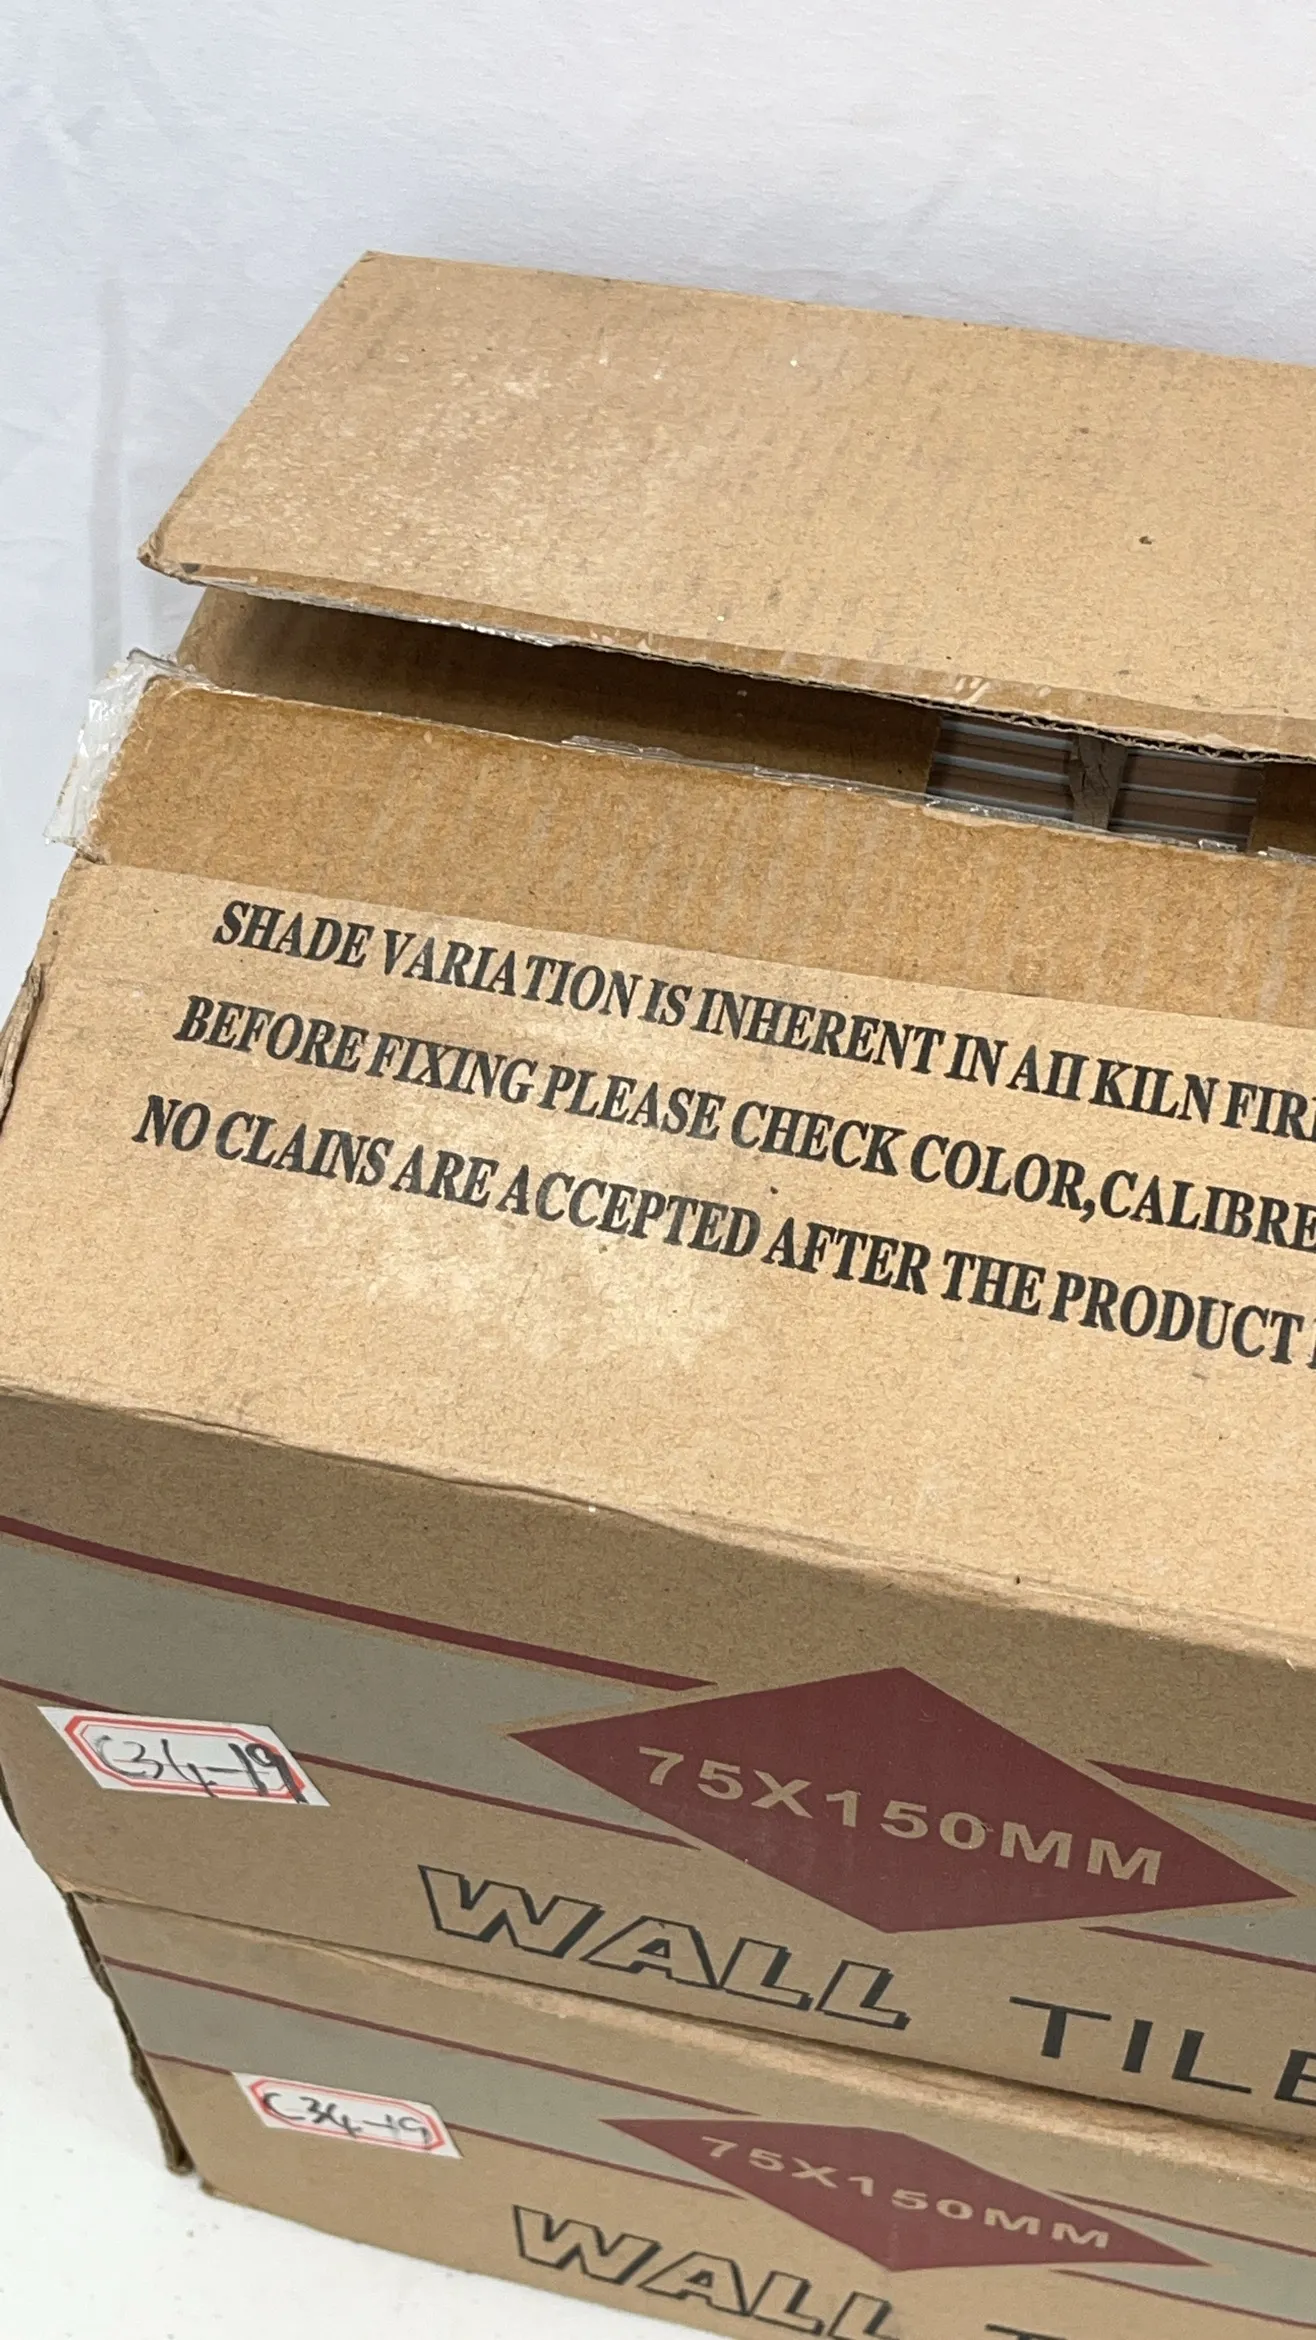 SHADE VARIATION IS INHERENT IN AII KILN FIR
BEFORE FIXING PLEASE CHECK COLOR,CALIBRE
NO CLAINS ARE ACCEPTED AFTER THE PRODUCT
C34-19
75X150MM
WALL TILE
C34-19
75X150MM
WALL